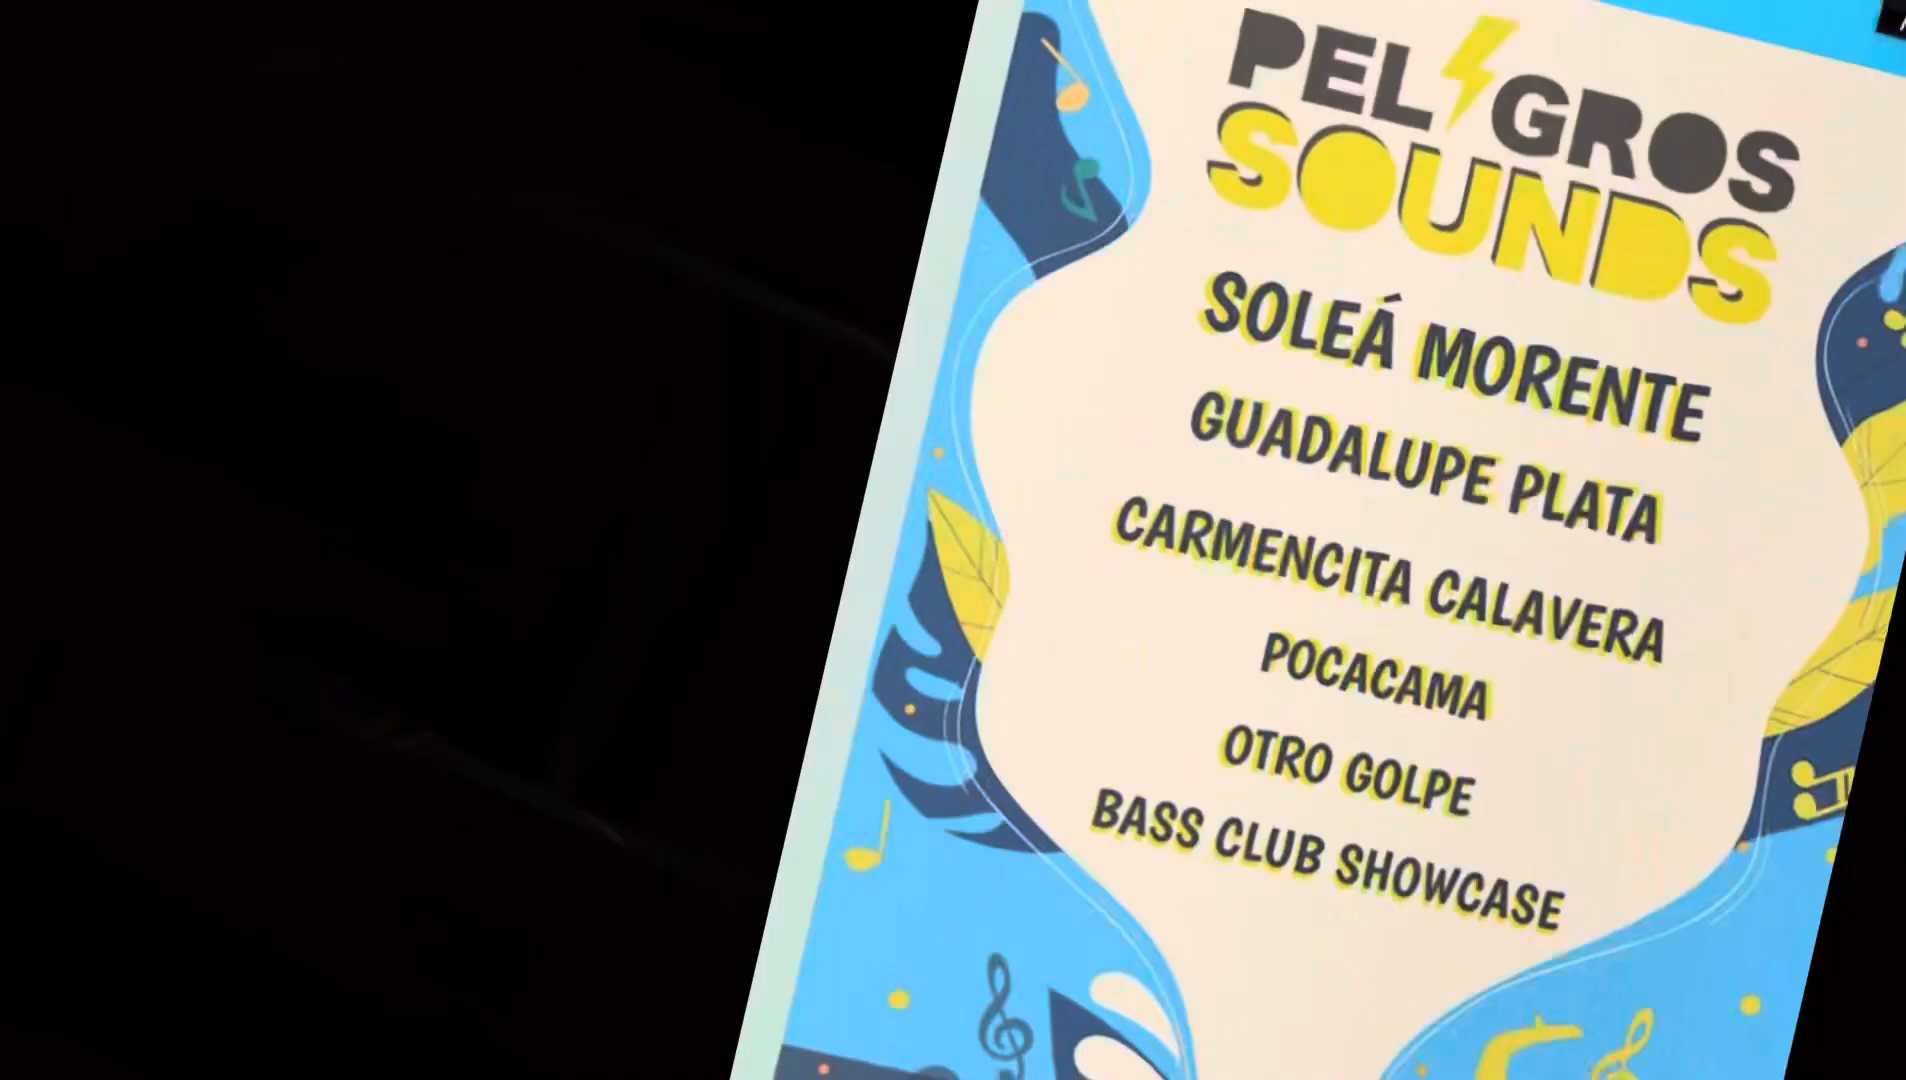 PELIGROS
SOUNDS
SOLEÁ MORENTE
GUADALUPE PLATA
CARMENCITA CALAVERA
POCACAMA
OTRO GOLPE
BASS CLUB SHOWCASE